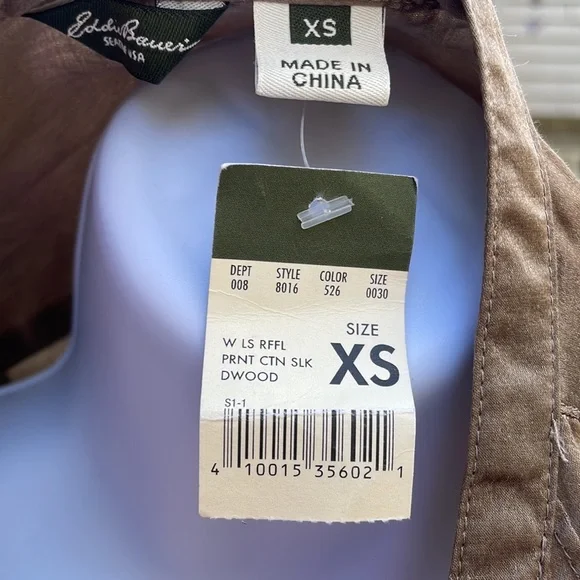 Eddie Bauer
XS
MADE IN
CHINA
DEPT STYLE COLOR SIZE
008 8016 526 0030
W LS RFFL
PRNT CTN SLK
DWOOD
SIZE
XS
S1-1
4 10015 35602 1